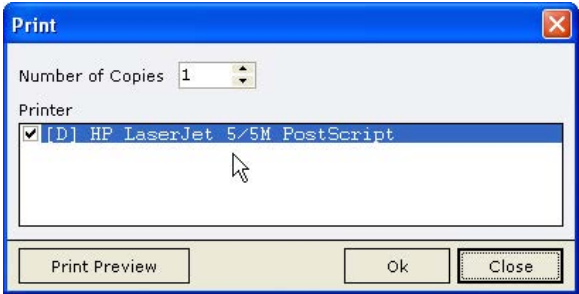 Print
Number of Copies 1
Printer
[D] HP LaserJet 5/5M PostScript
Print Preview Ok Close